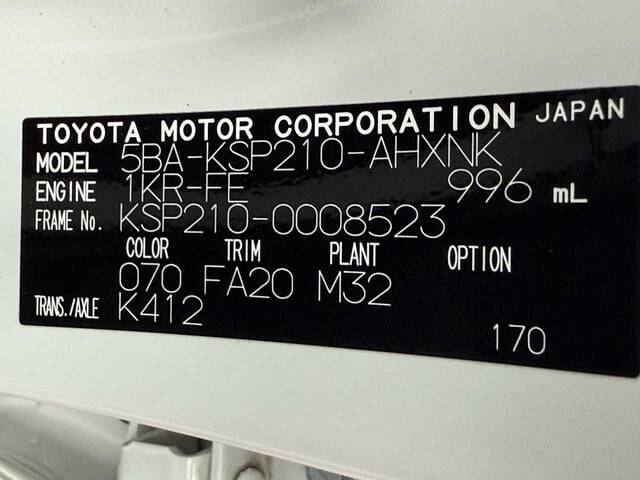 TOYOTA MOTOR CORPORATION JAPAN
MODEL 5BA-KSP210-AHXNK
ENGINE 1KR-FE 996 mL
FRAME No. KSP210-0008523
COLOR TRIM PLANT OPTION
070 FA20 M32
TRANS./AXLE K412
170